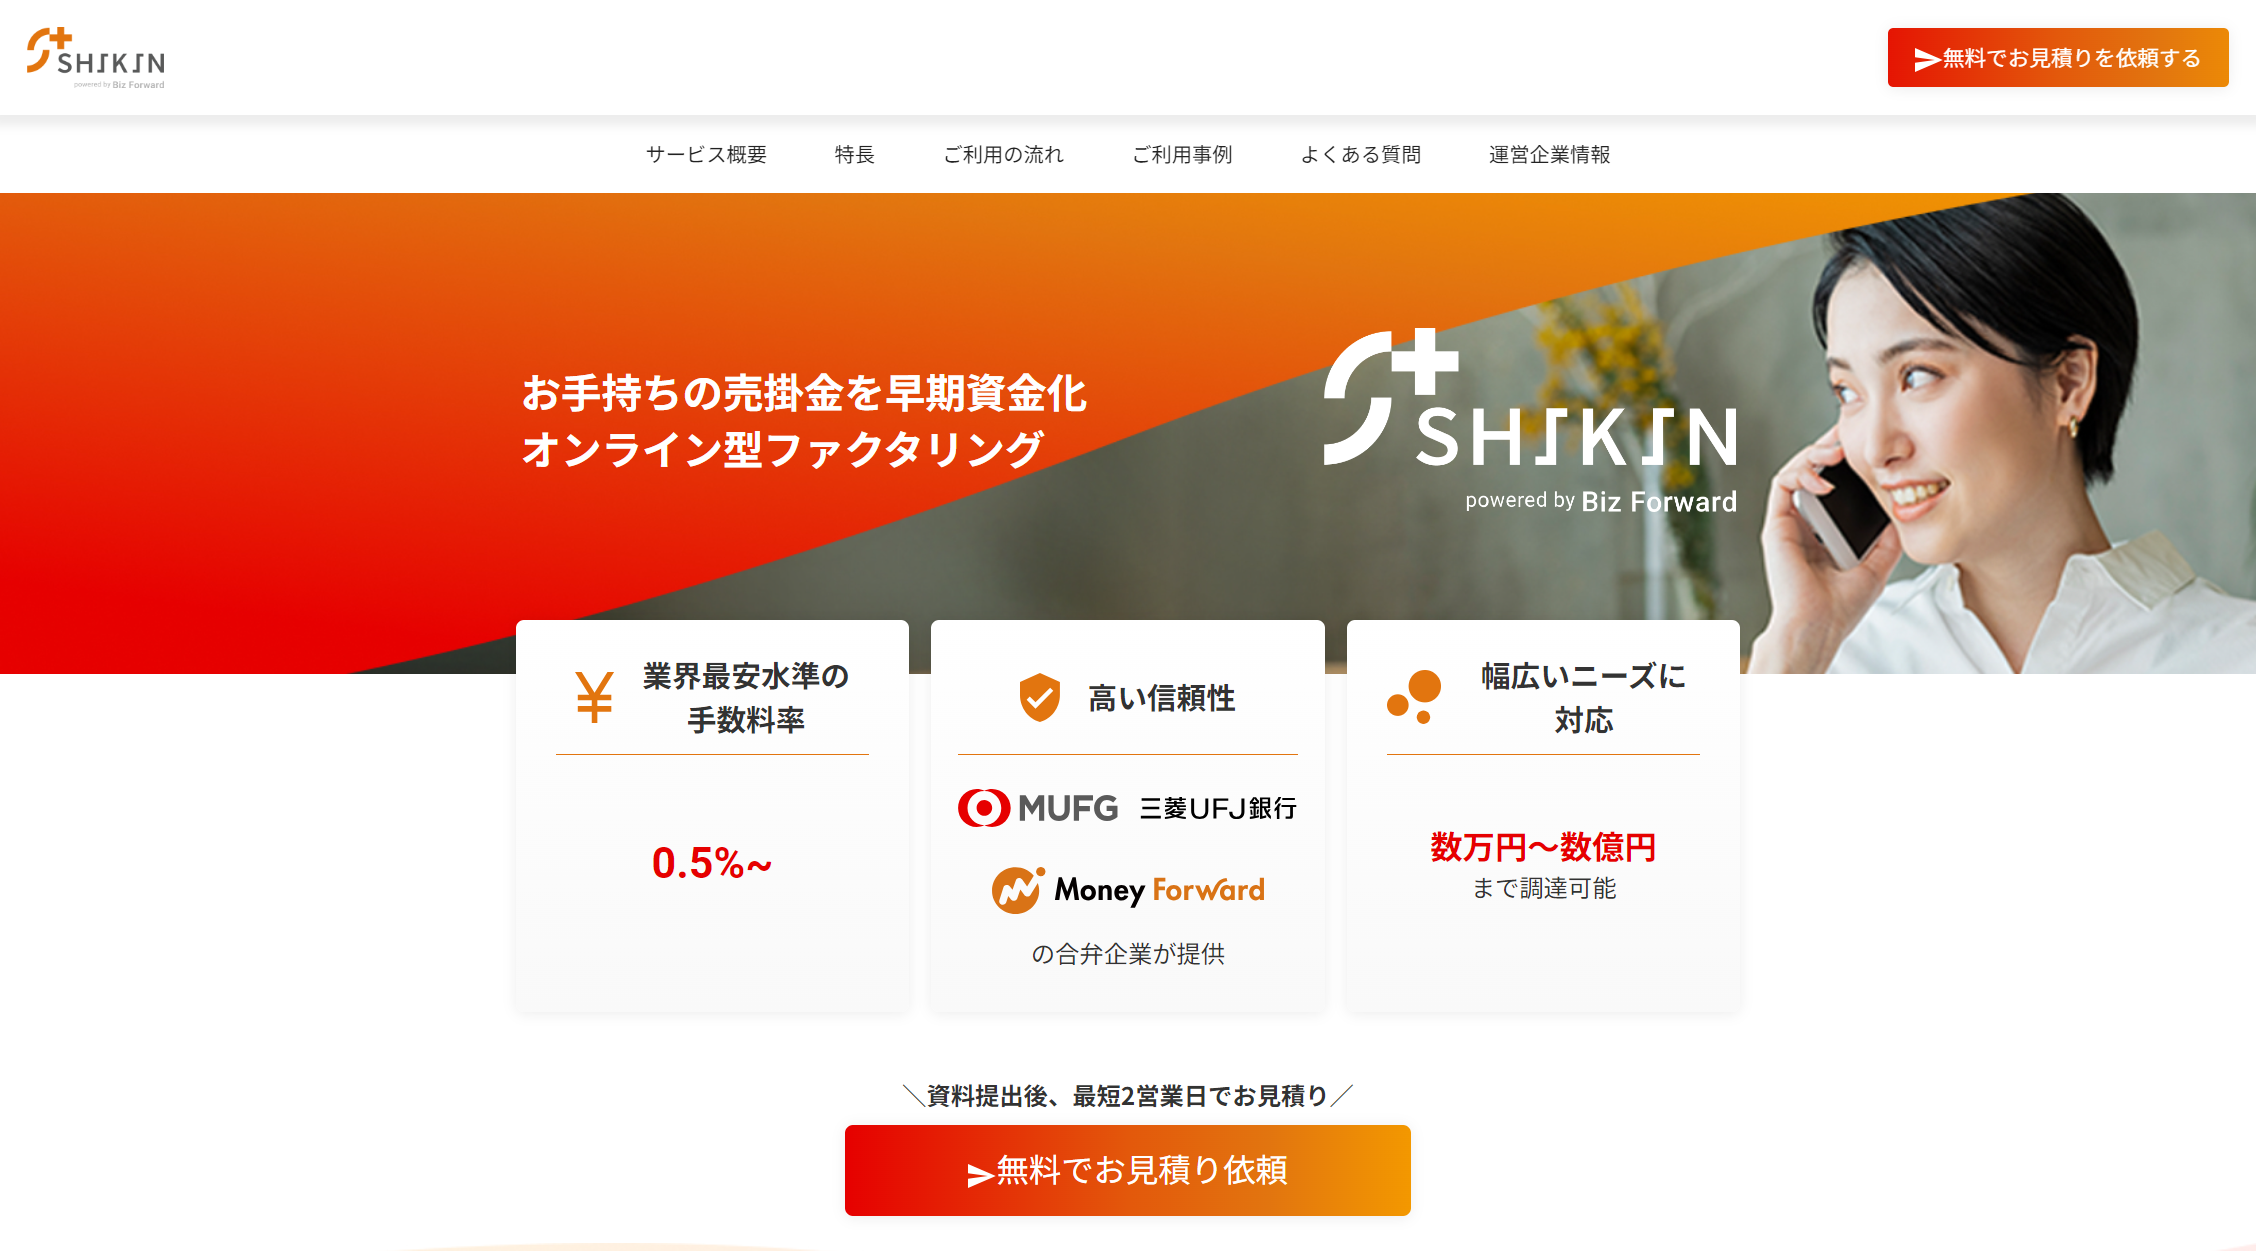 SHIKIN
powered by Biz Forward
無料でお見積りを依頼する
サービス概要
特長
ご利用の流れ
ご利用事例
よくある質問
運営企業情報
お手持ちの売掛金を早期資金化
オンライン型ファクタリング
SHIKIN
powered by Biz Forward
¥
業界最安水準の
手数料率
0.5%~
高い信頼性
MUFG 三菱UFJ銀行
Money Forward
の合弁企業が提供
幅広いニーズに
対応
数万円～数億円
まで調達可能
＼資料提出後、最短2営業日でお見積り／
無料でお見積り依頼